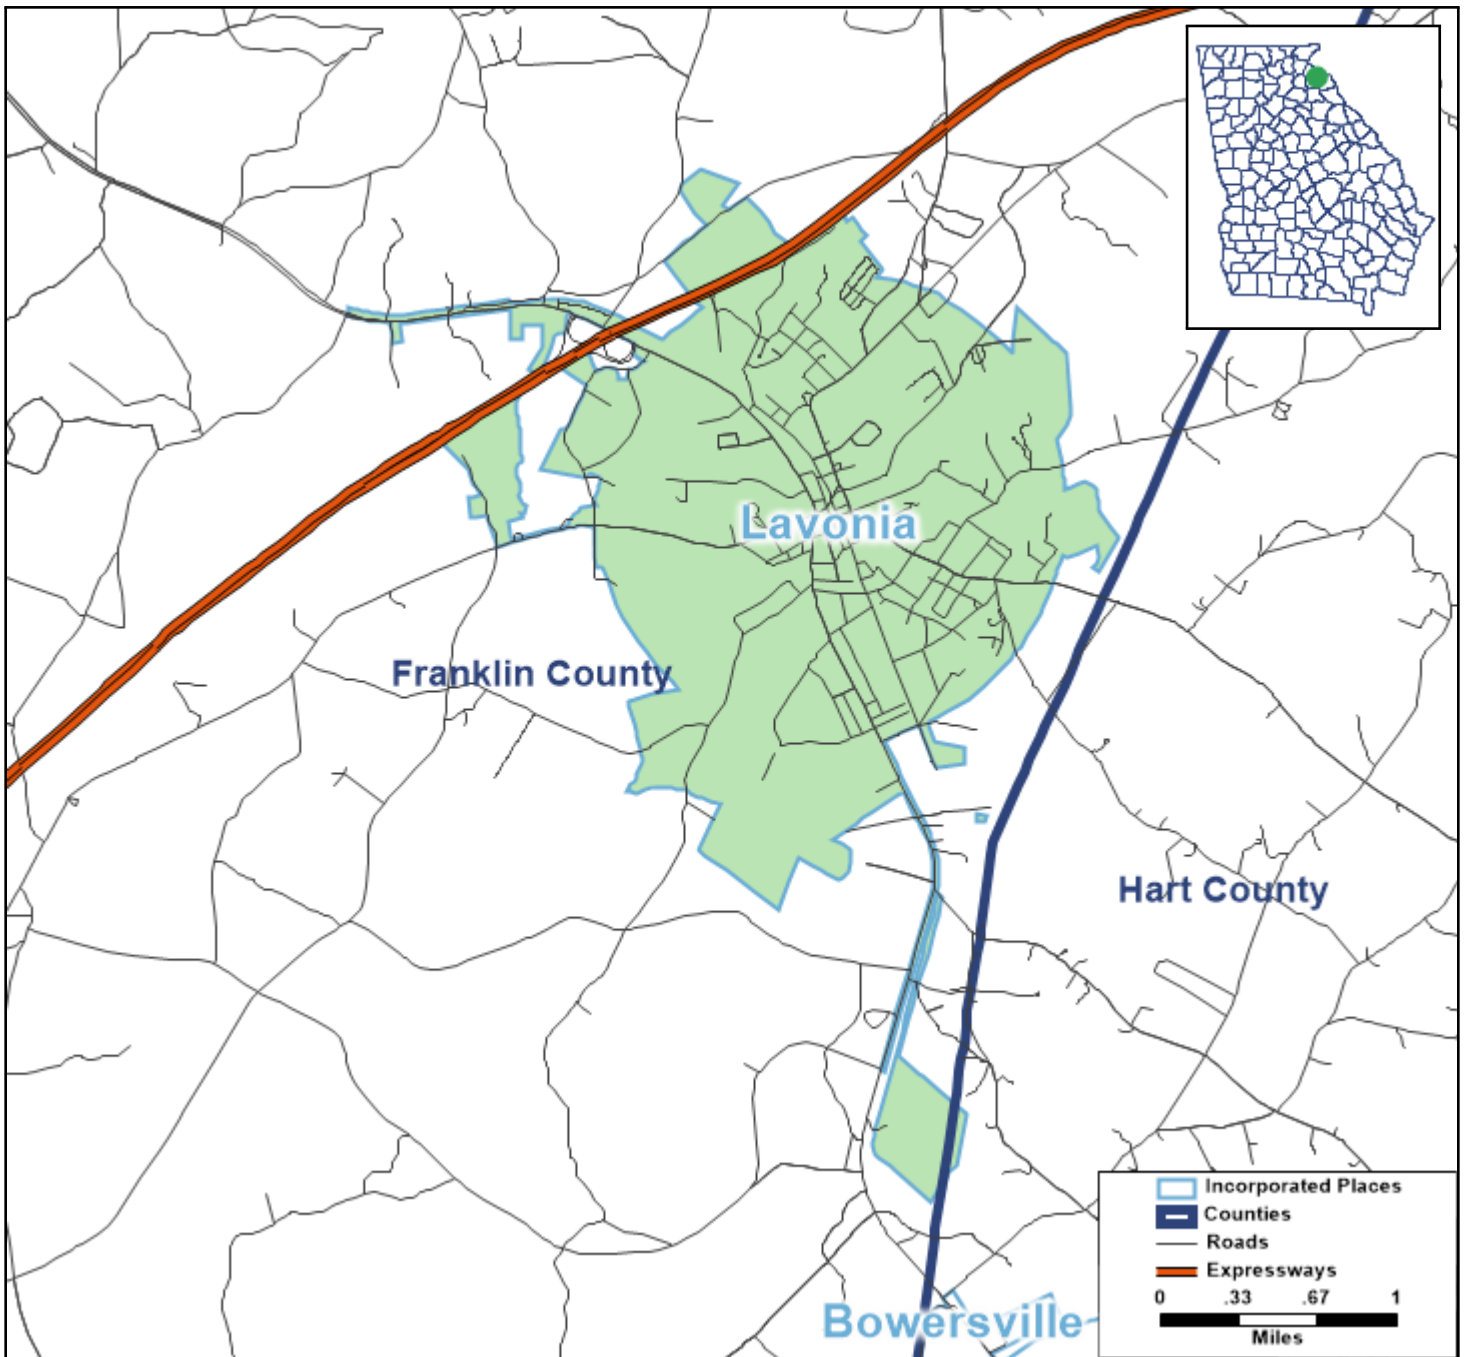 Lavonia
Franklin County
Hart County
Bowersville
Incorporated Places
Counties
Roads
Expressways
0 .33 .67 1
Miles